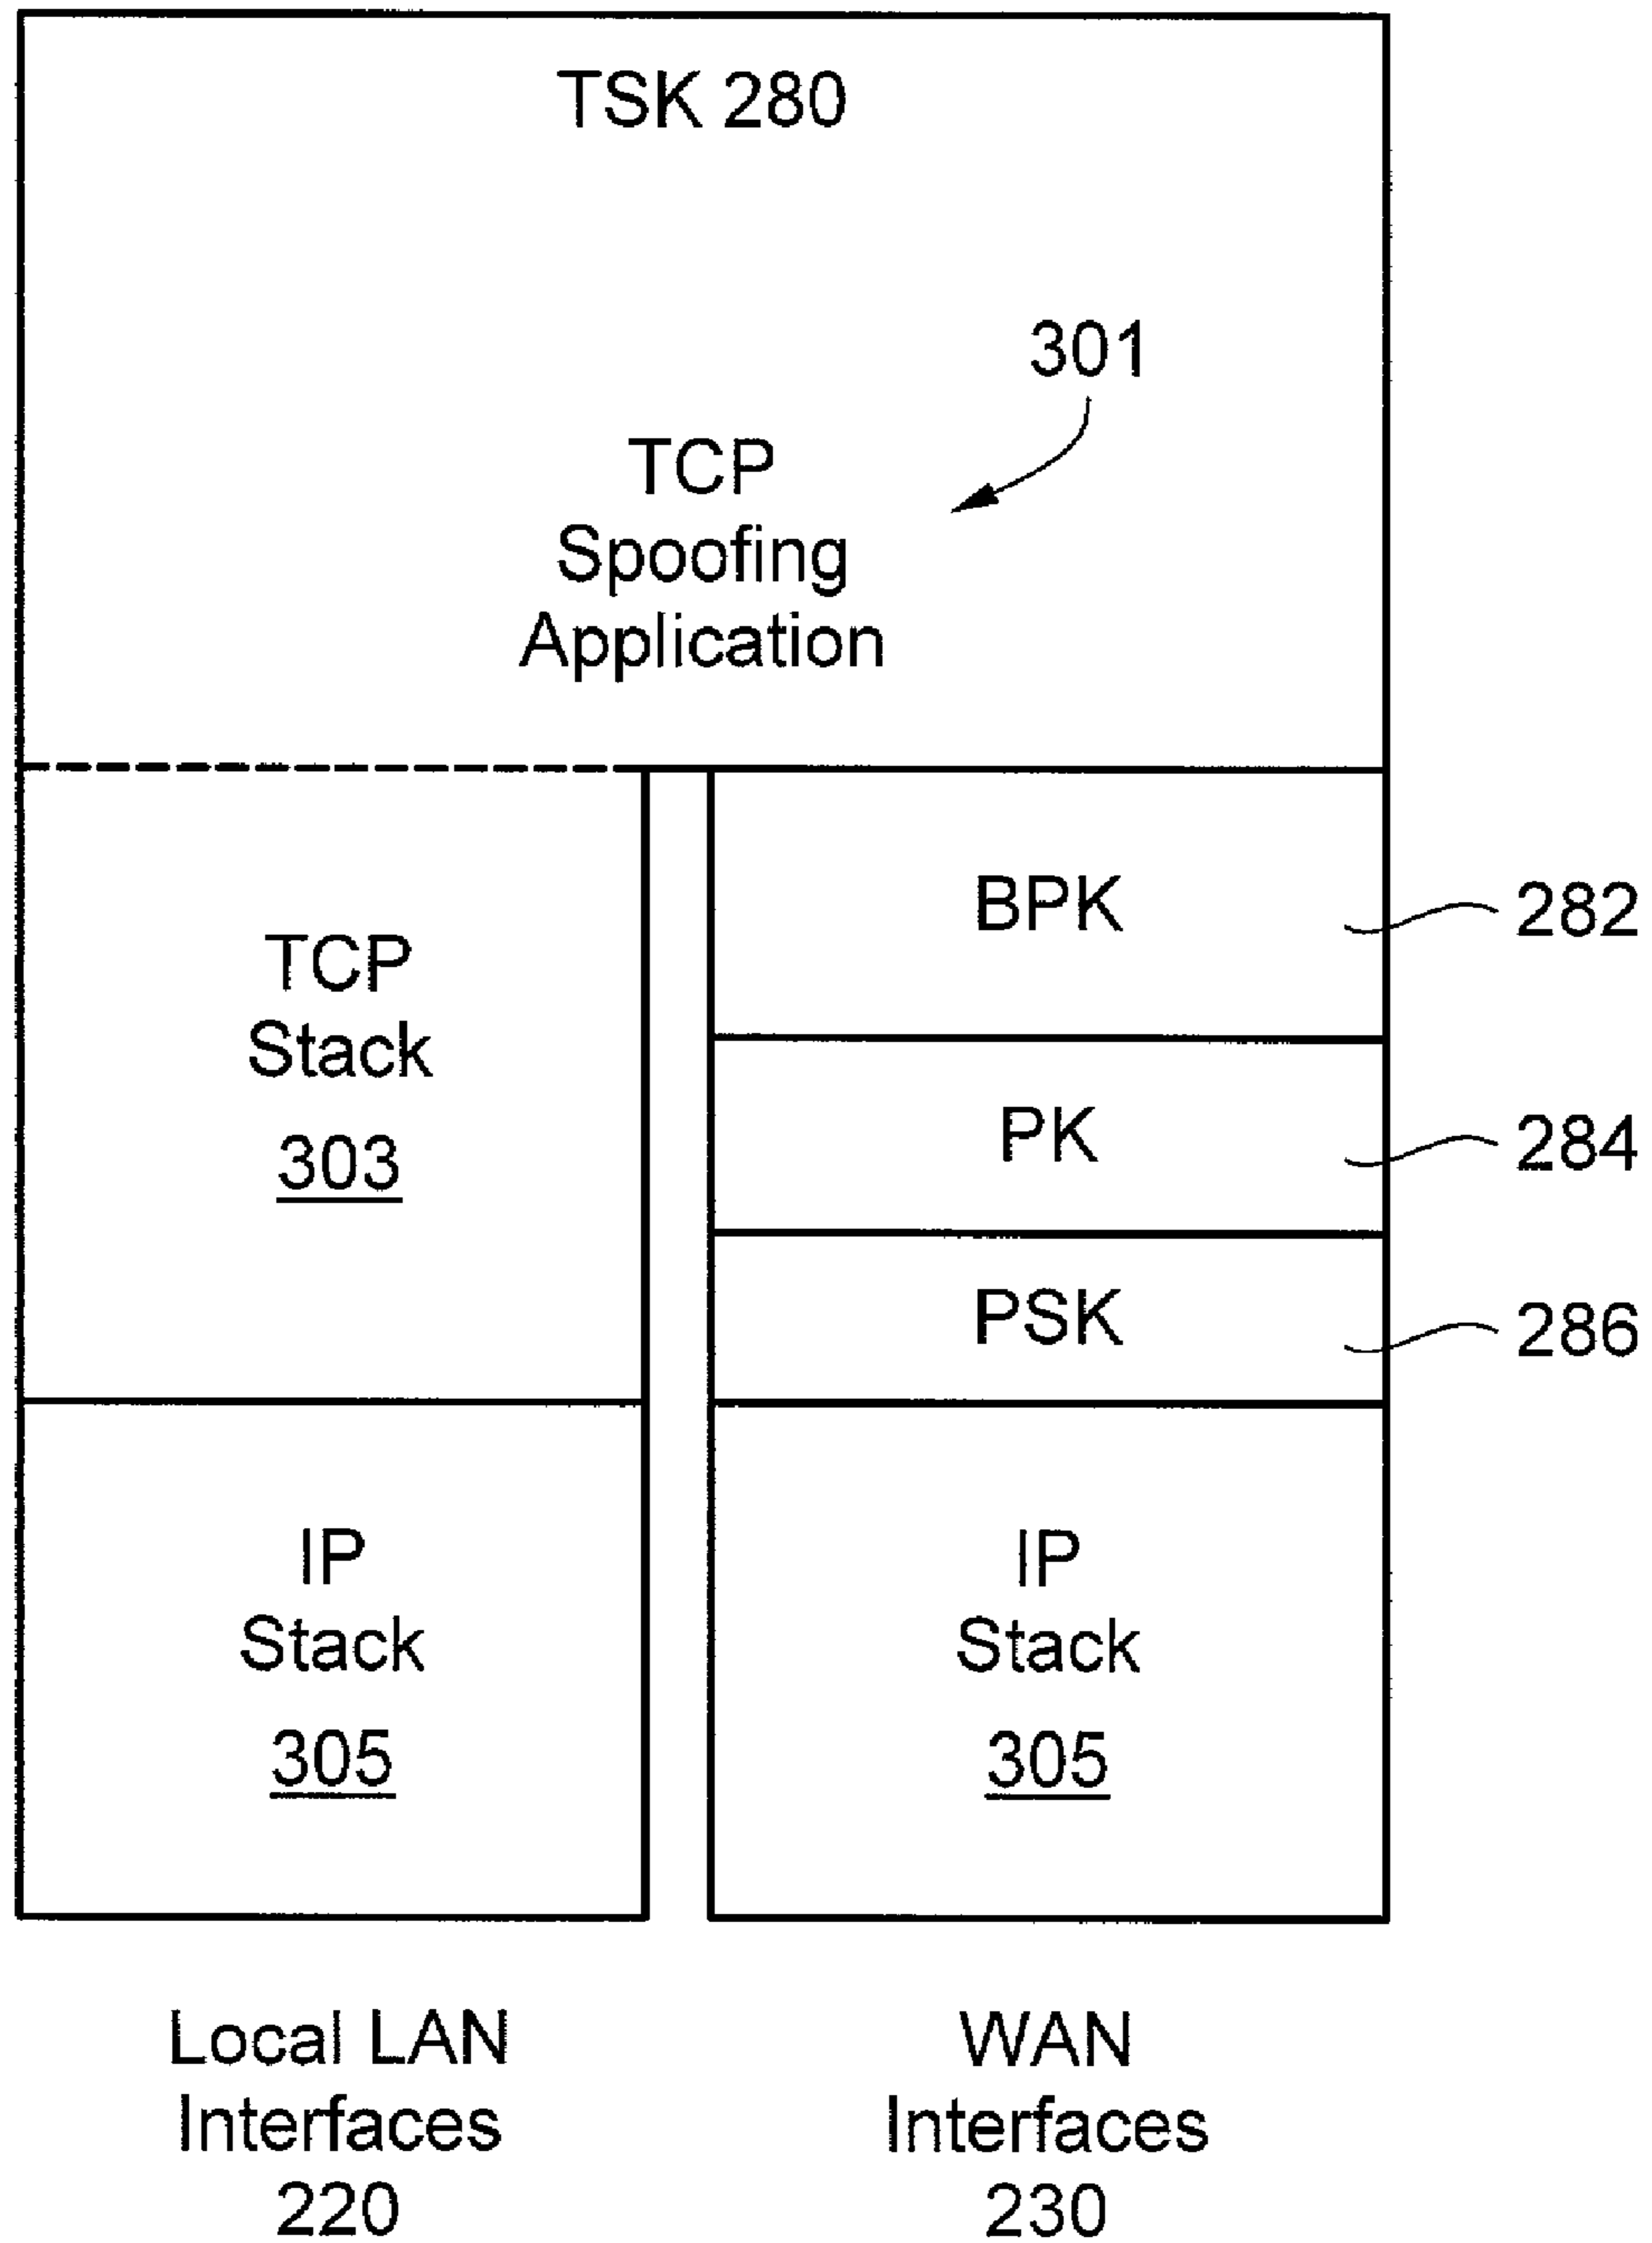 TSK 280
301
TCP
Spoofing
Application
TCP
Stack
303
IP
Stack
305
BPK
282
PK
284
PSK
286
IP
Stack
305
Local LAN
Interfaces
220
WAN
Interfaces
230